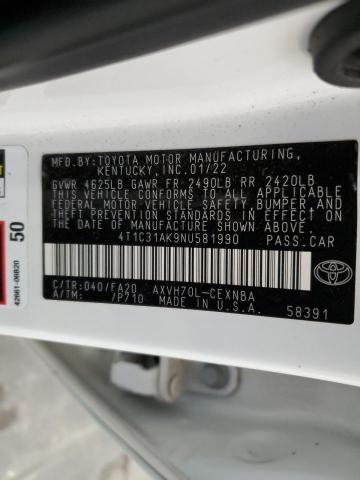 MFD.BY:TOYOTA MOTOR MANUFACTURING,
KENTUCKY,INC.01/22
GVWR 4625LB GAWR FR 2490LB RR 2420LB
THIS VEHICLE CONFORMS TO ALL APPLICABLE
FEDERAL MOTOR VEHICLE SAFETY,BUMPER,AND
THEFT PREVENTION STANDARDS IN EFFECT ON
THE DATE OF MANUFACTURE SHOWN ABOVE.
4T1C31AK9NU581990 PASS.CAR
C/TR:040/FA20 AXVH70L-CEXNBA
A/TM: /P710 MADE IN U.S.A.
58391
50
42661-06B20